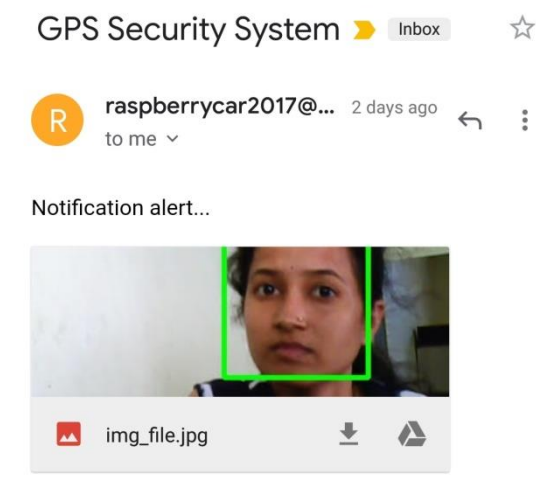 GPS Security System Inbox
R
raspberrycar2017@... 2 days ago
to me
Notification alert...
img_file.jpg